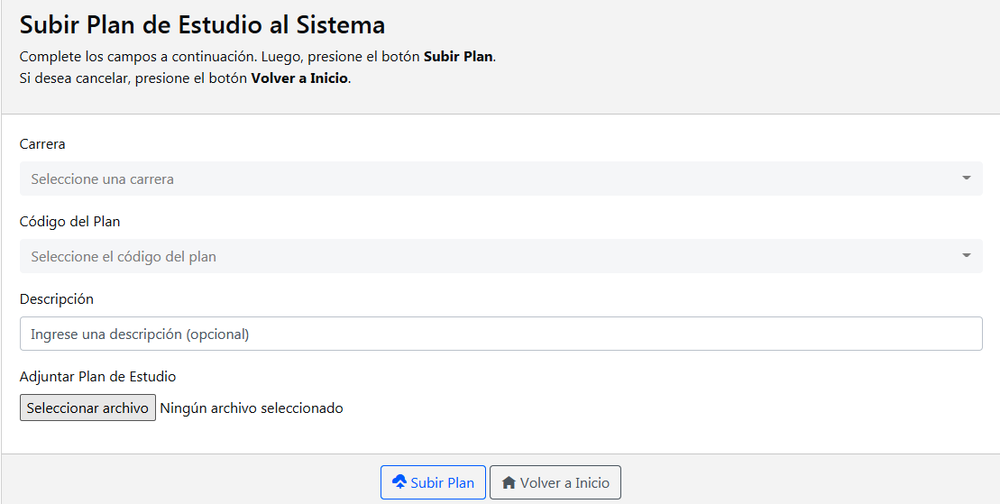 Subir Plan de Estudio al Sistema
Complete los campos a continuación. Luego, presione el botón Subir Plan.
Si desea cancelar, presione el botón Volver a Inicio.
Carrera
Seleccione una carrera
Código del Plan
Seleccione el código del plan
Descripción
Ingrese una descripción (opcional)
Adjuntar Plan de Estudio
Seleccionar archivo Ningún archivo seleccionado
Subir Plan Volver a Inicio